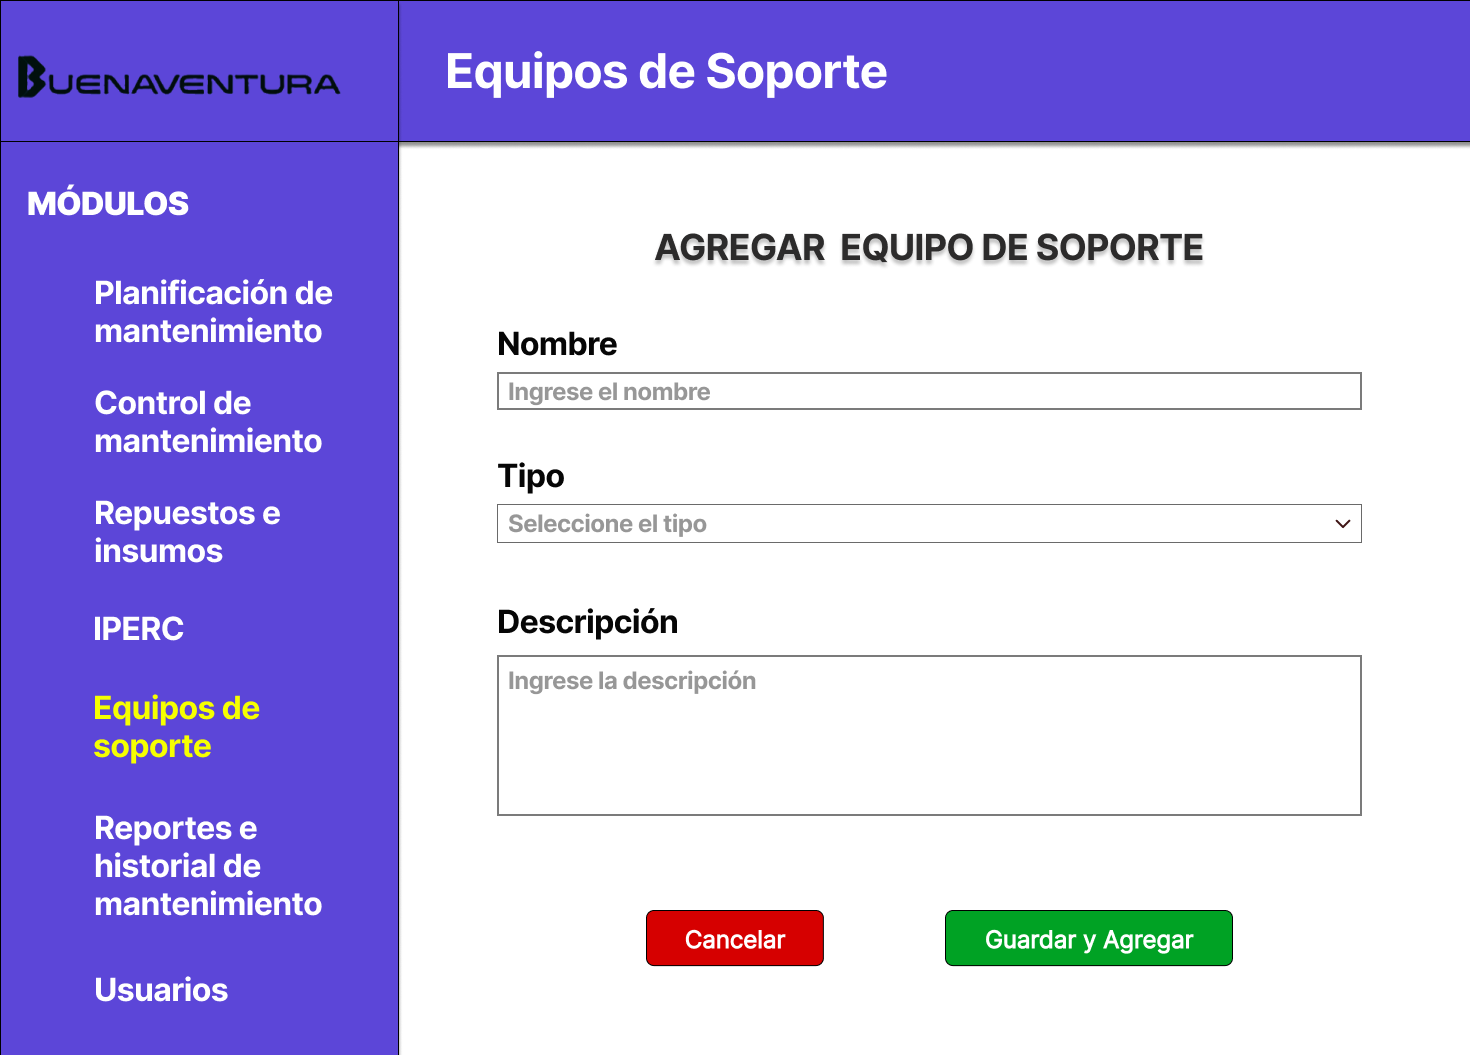 BUENAVENTURA
Equipos de Soporte
MÓDULOS
Planificación de
mantenimiento
Control de
mantenimiento
Repuestos e
insumos
IPERC
Equipos de
soporte
Reportes e
historial de
mantenimiento
Usuarios
AGREGAR  EQUIPO DE SOPORTE
Nombre
Ingrese el nombre
Tipo
Seleccione el tipo
Descripción
Ingrese la descripción
Cancelar
Guardar y Agregar